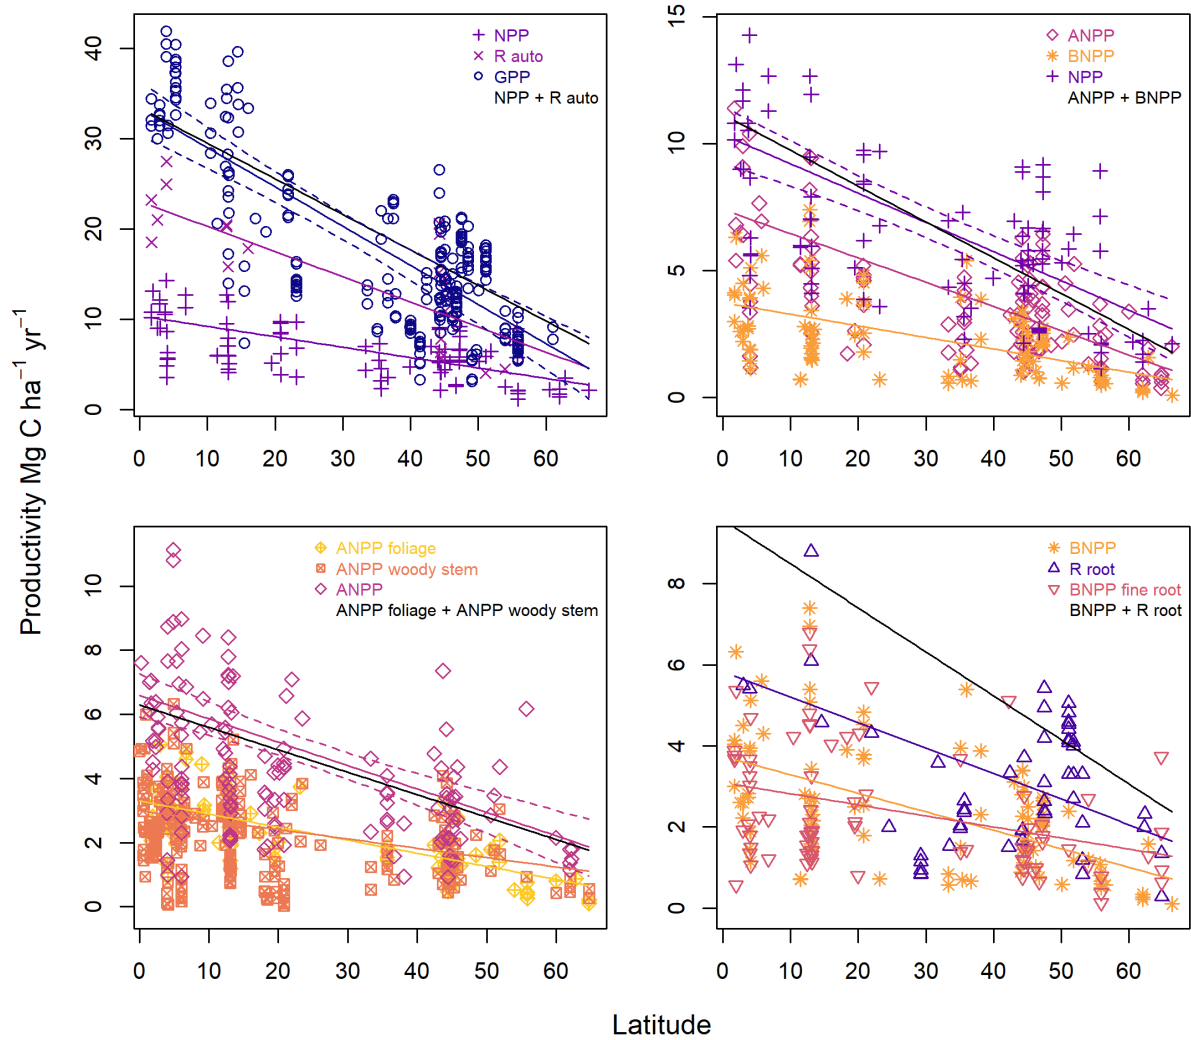 Productivity Mg C ha⁻¹ yr⁻¹
40
30
20
10
0
NPP
R auto
GPP
NPP + R auto
0 10 20 30 40 50 60
15
10
5
0
ANPP
BNPP
NPP
ANPP + BNPP
0 10 20 30 40 50 60
10
8
6
4
2
0
ANPP foliage
ANPP woody stem
ANPP
ANPP foliage + ANPP woody stem
0 10 20 30 40 50 60
8
6
4
2
0
BNPP
R root
BNPP fine root
BNPP + R root
0 10 20 30 40 50 60
Latitude